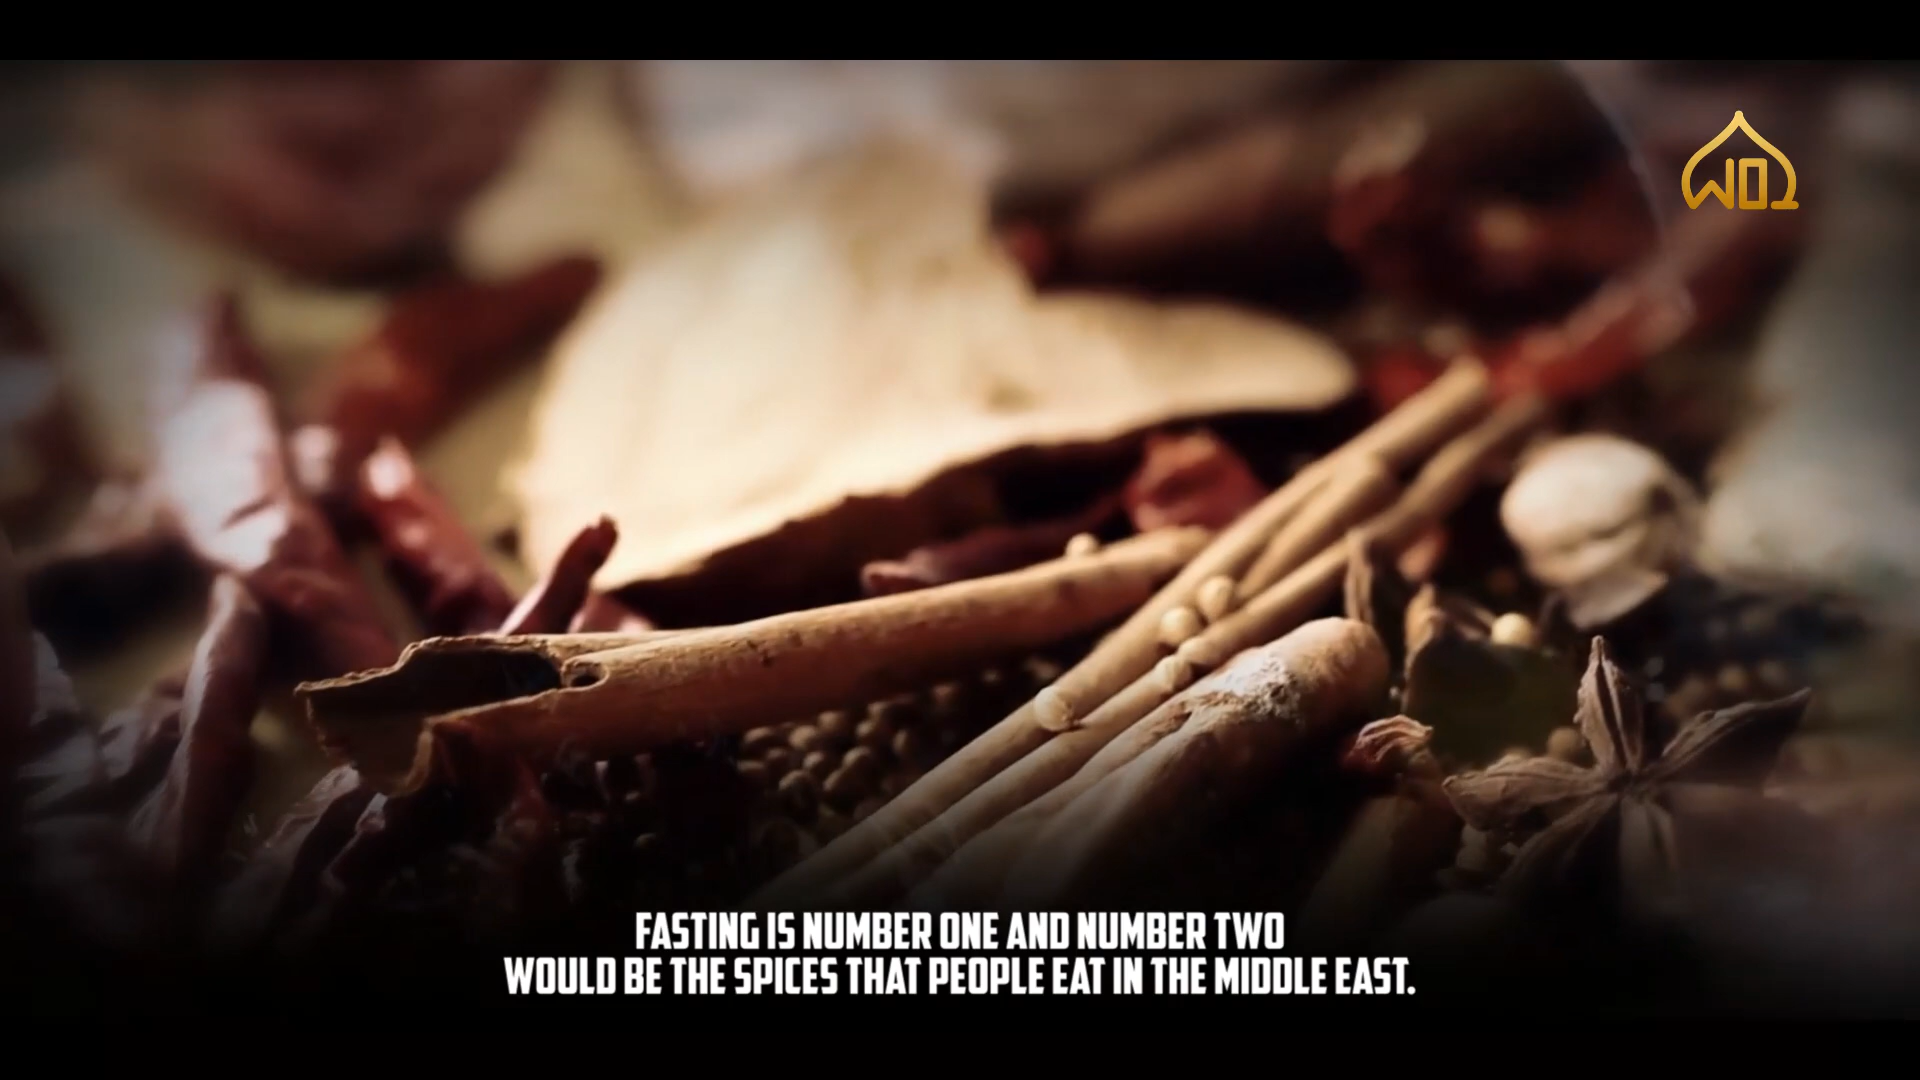 FASTING IS NUMBER ONE AND NUMBER TWO
WOULD BE THE SPICES THAT PEOPLE EAT IN THE MIDDLE EAST.